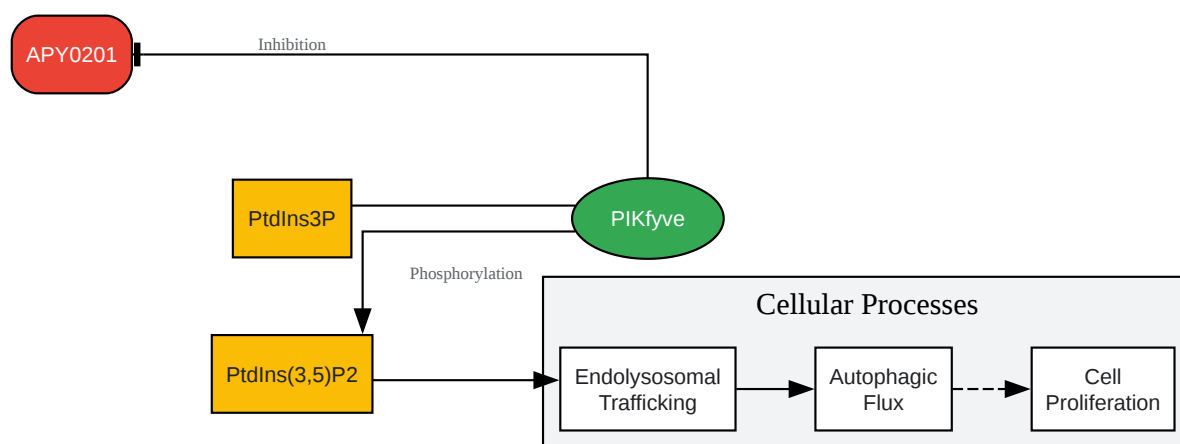 Inhibition
APY0201
PtdIns3P
PIKfyve
Phosphorylation
Cellular Processes
PtdIns(3,5)P2
Endolysosomal
Trafficking
Autophagic
Flux
Cell
Proliferation